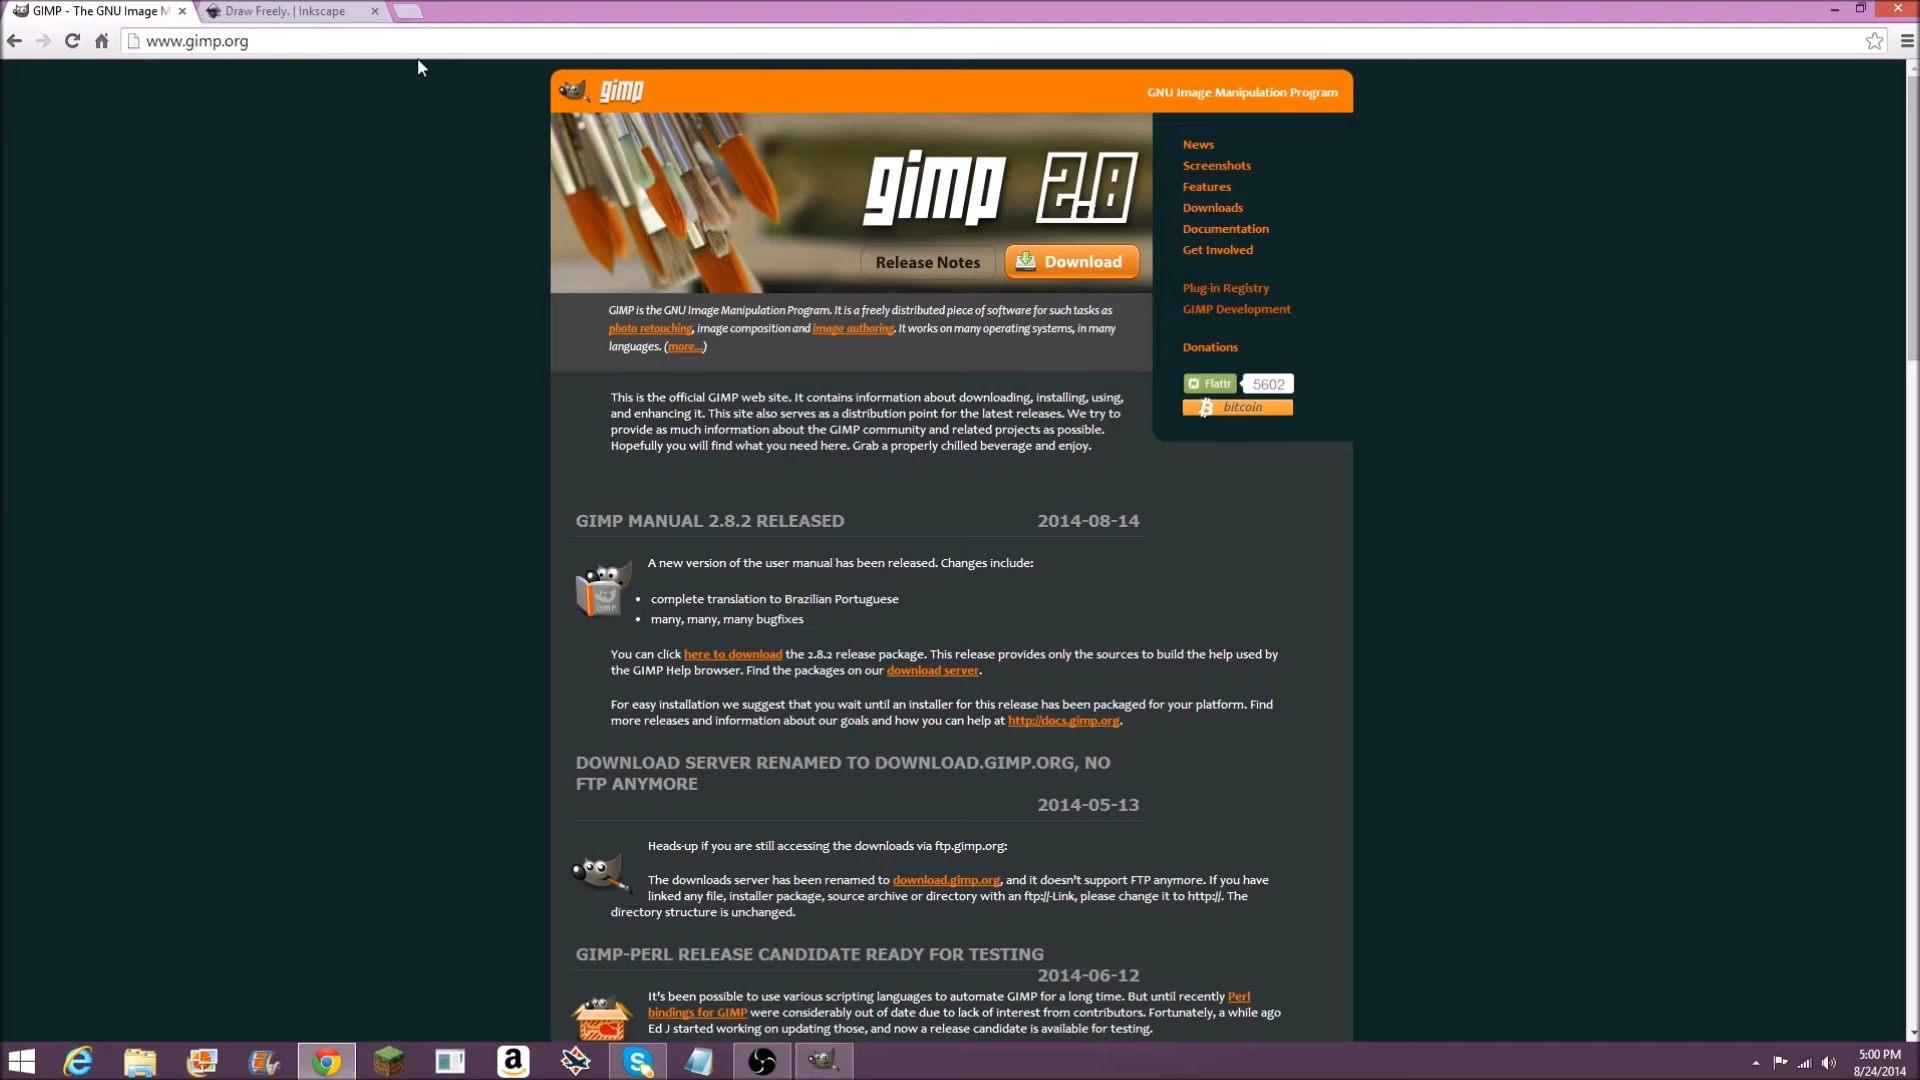 GIMP - The GNU Image M
Draw Freely. | Inkscape
www.gimp.org
gimp
GNU Image Manipulation Program
gimp 2.8
Release Notes
Download
News
Screenshots
Features
Downloads
Documentation
Get Involved
Plug-in Registry
GIMP Development
Donations
Flattr
5602
bitcoin
GIMP is the GNU Image Manipulation Program. It is a freely distributed piece of software for such tasks as
photo retouching, image composition and image authoring. It works on many operating systems, in many
languages. (more...)
This is the official GIMP web site. It contains information about downloading, installing, using,
and enhancing it. This site also serves as a distribution point for the latest releases. We try to
provide as much information about the GIMP community and related projects as possible.
Hopefully you will find what you need here. Grab a properly chilled beverage and enjoy.
GIMP MANUAL 2.8.2 RELEASED
2014-08-14
GIMP
A new version of the user manual has been released. Changes include:
• complete translation to Brazilian Portuguese
• many, many, many bugfixes
You can click here to download the 2.8.2 release package. This release provides only the sources to build the help used by
the GIMP Help browser. Find the packages on our download server.
For easy installation we suggest that you wait until an installer for this release has been packaged for your platform. Find
more releases and information about our goals and how you can help at http://docs.gimp.org.
DOWNLOAD SERVER RENAMED TO DOWNLOAD.GIMP.ORG, NO
FTP ANYMORE
2014-05-13
Heads-up if you are still accessing the downloads via ftp.gimp.org:
The downloads server has been renamed to download.gimp.org, and it doesn't support FTP anymore. If you have
linked any file, installer package, source archive or directory with an ftp://-Link, please change it to http://. The
directory structure is unchanged.
GIMP-PERL RELEASE CANDIDATE READY FOR TESTING
2014-06-12
It's been possible to use various scripting languages to automate GIMP for a long time. But until recently Perl
bindings for GIMP were considerably out of date due to lack of interest from contributors. Fortunately, a while ago
Ed J started working on updating those, and now a release candidate is available for testing.
5:00 PM
8/24/2014